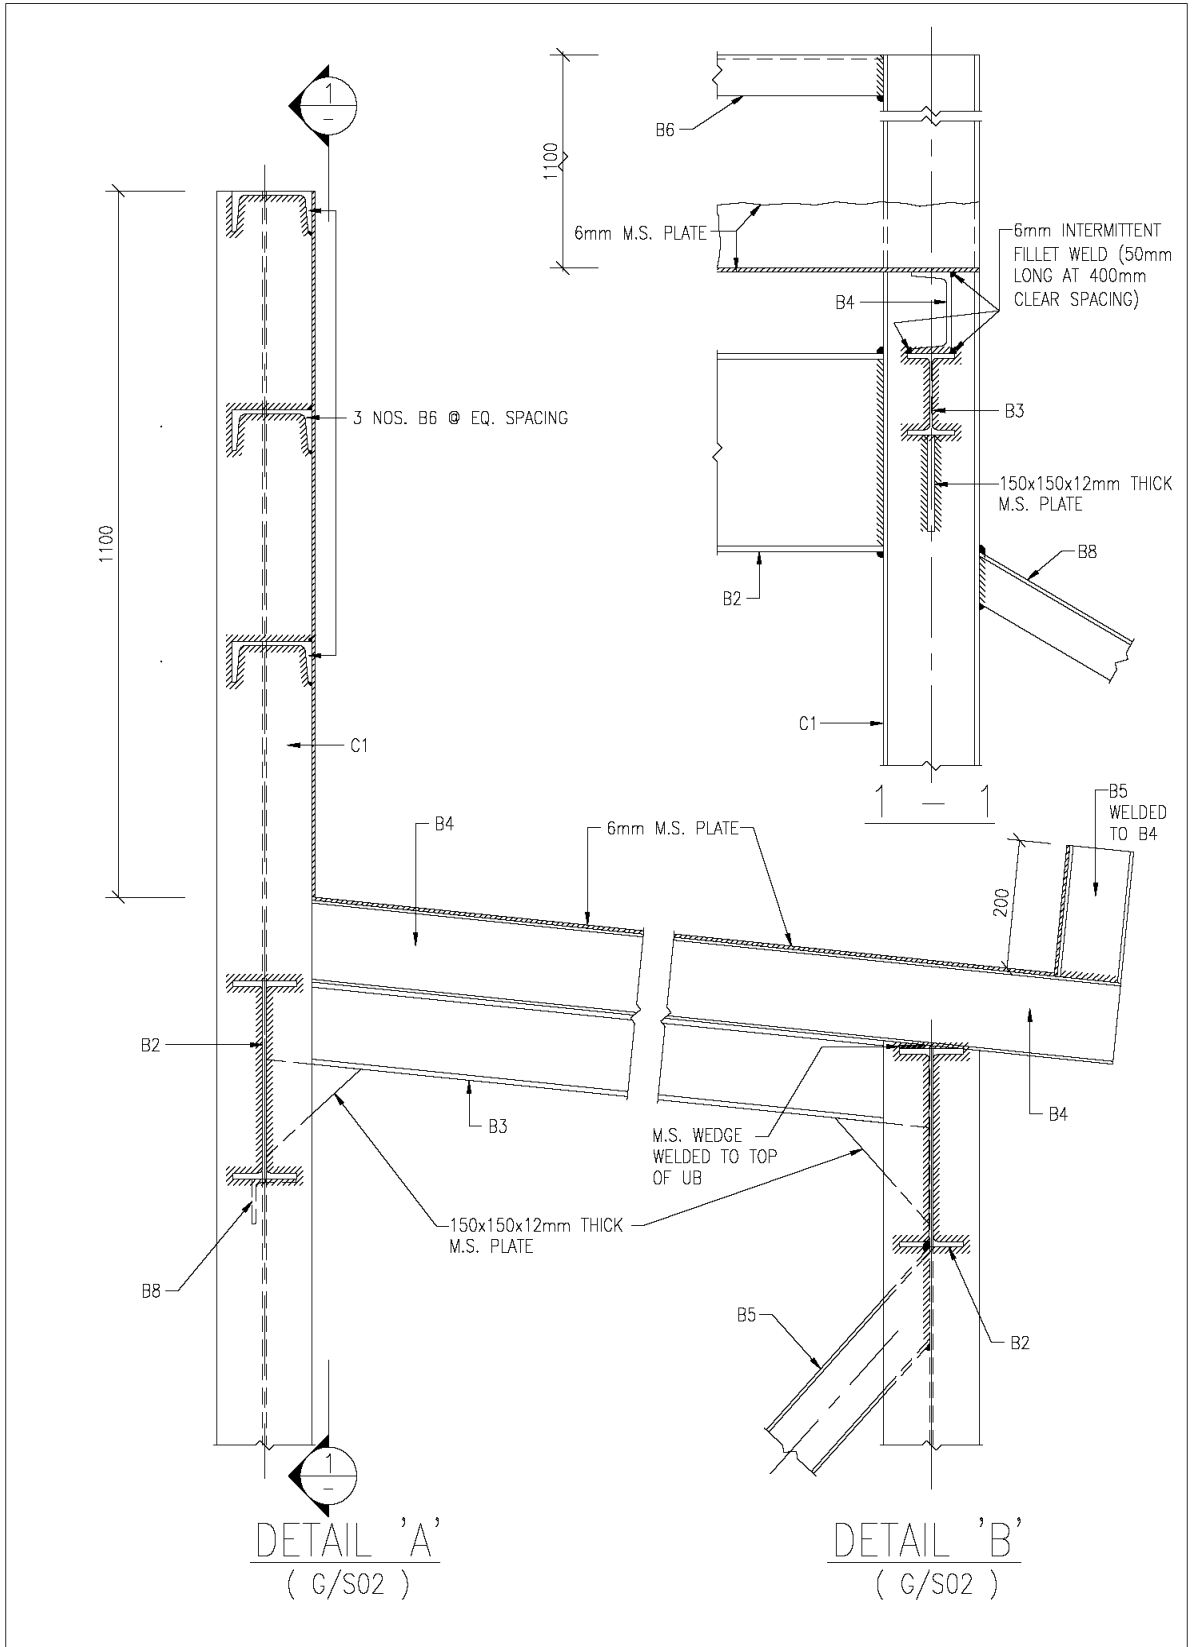 1
–
1100
B6
1100
6mm M.S. PLATE
6mm INTERMITTENT
FILLET WELD (50mm
LONG AT 400mm
CLEAR SPACING)
B4
3 NOS. B6 @ EQ. SPACING
B3
150x150x12mm THICK
M.S. PLATE
B8
B2
C1
C1
1 – 1
B5
WELDED
TO B4
B4
6mm M.S. PLATE
200
B2
B3
M.S. WEDGE
WELDED TO TOP
OF UB
B4
150x150x12mm THICK
M.S. PLATE
B8
B5
B2
1
–
DETAIL 'A'
( G/S02 )
DETAIL 'B'
( G/S02 )